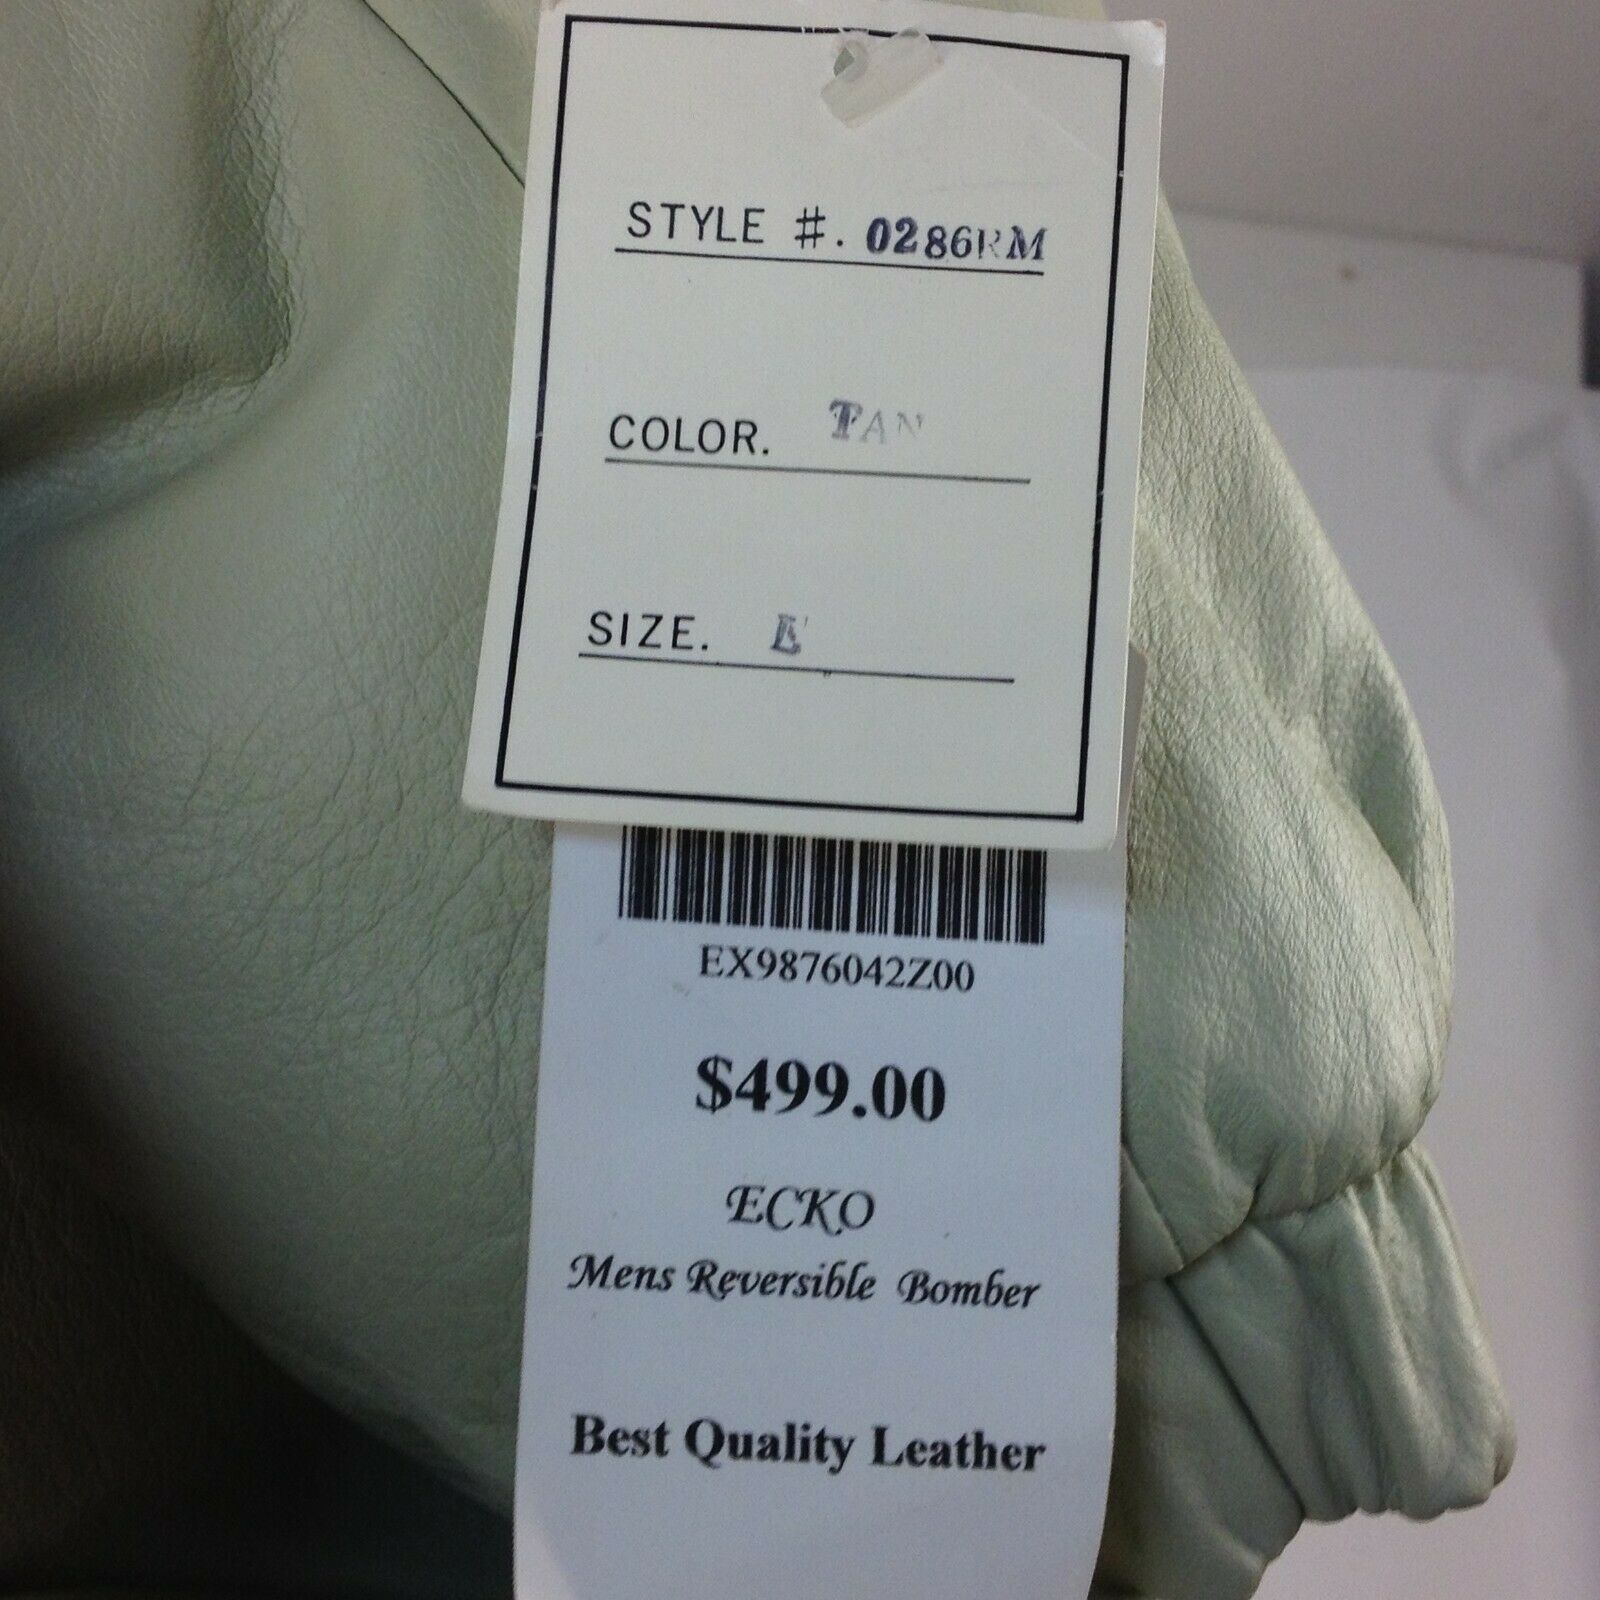 STYLE #. 0286RM
COLOR. TAN
SIZE. L
EX9876042Z00
$499.00
ECKO
Mens Reversible Bomber
Best Quality Leather